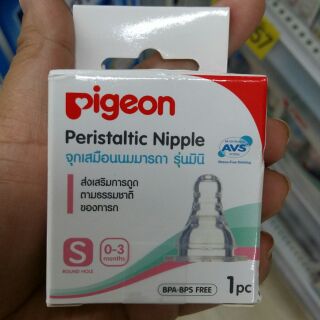 pigeon
Peristaltic Nipple
จุกเสมือนนมมารดา รุ่นมินิ
AVS
ส่งเสริมการดูด
ตามธรรมชาติ
ของทารก
S
0-3
months
ROUND HOLE
BPA-BPS FREE
1pc
57